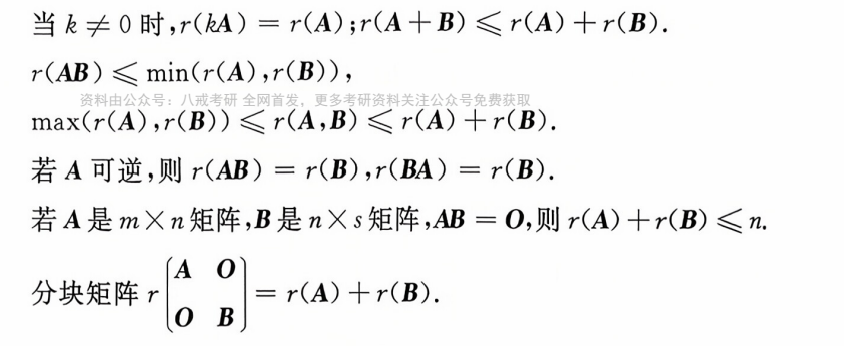 当 k ≠ 0 时,r(kA) = r(A);r(A + B) ⩽ r(A) + r(B).
r(AB) ⩽ min(r(A),r(B)),
资料由公众号：八戒考研 全网首发，更多考研资料关注公众号免费获取
max(r(A),r(B)) ⩽ r(A,B) ⩽ r(A) + r(B).
若 A 可逆,则 r(AB) = r(B),r(BA) = r(B).
若 A 是 m×n 矩阵,B 是 n×s 矩阵,AB = O,则 r(A) + r(B) ⩽ n.
分块矩阵 r(A O
O B) = r(A) + r(B).